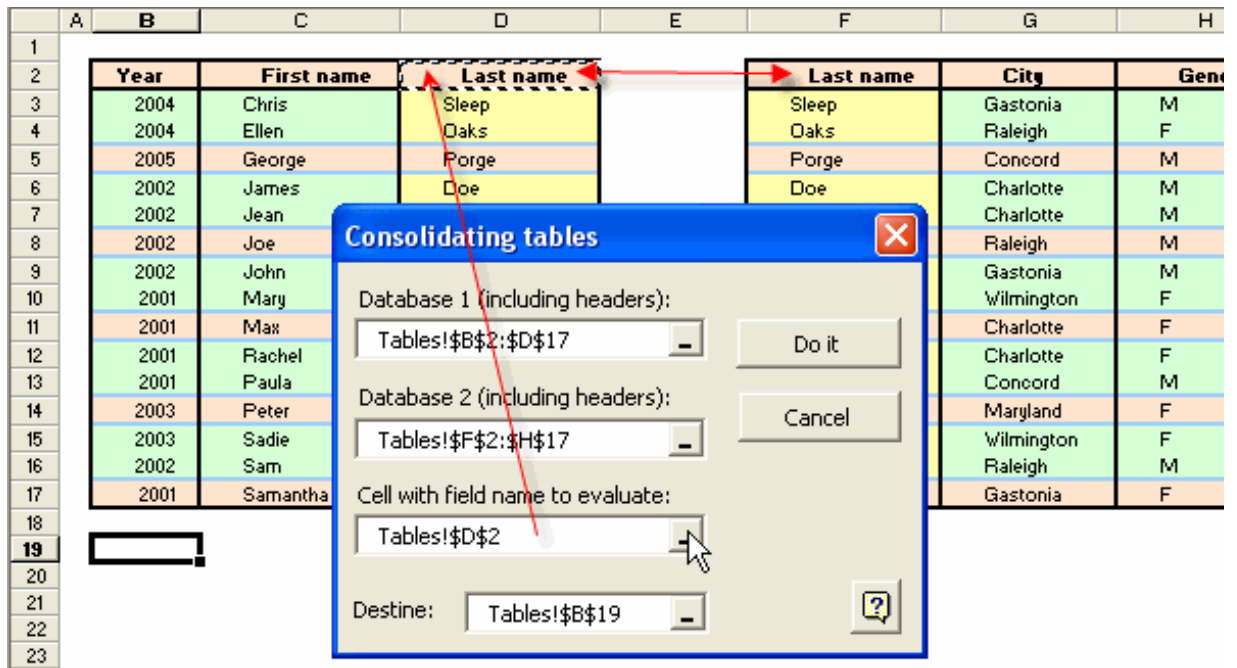 A B C D E F G H
1
2 Year First name Last name Last name City Gen
3 2004 Chris Sleep Sleep Gastonia M
4 2004 Ellen Oaks Oaks Raleigh F
5 2005 George Porge Porge Concord M
6 2002 James Doe Doe Charlotte M
7 2002 Jean Charlotte M
8 2002 Joe Raleigh M
9 2002 John Gastonia M
10 2001 Mary Wilmington F
11 2001 Max Charlotte F
12 2001 Rachel Charlotte F
13 2001 Paula Concord M
14 2003 Peter Maryland F
15 2003 Sadie Wilmington F
16 2002 Sam Raleigh M
17 2001 Samantha Gastonia F
18
19
20
21
22
23
Consolidating tables
Database 1 (including headers):
Tables!$B$2:$D$17
Do it
Database 2 (including headers):
Cancel
Tables!$F$2:$H$17
Cell with field name to evaluate:
Tables!$D$2
Destine: Tables!$B$19
?